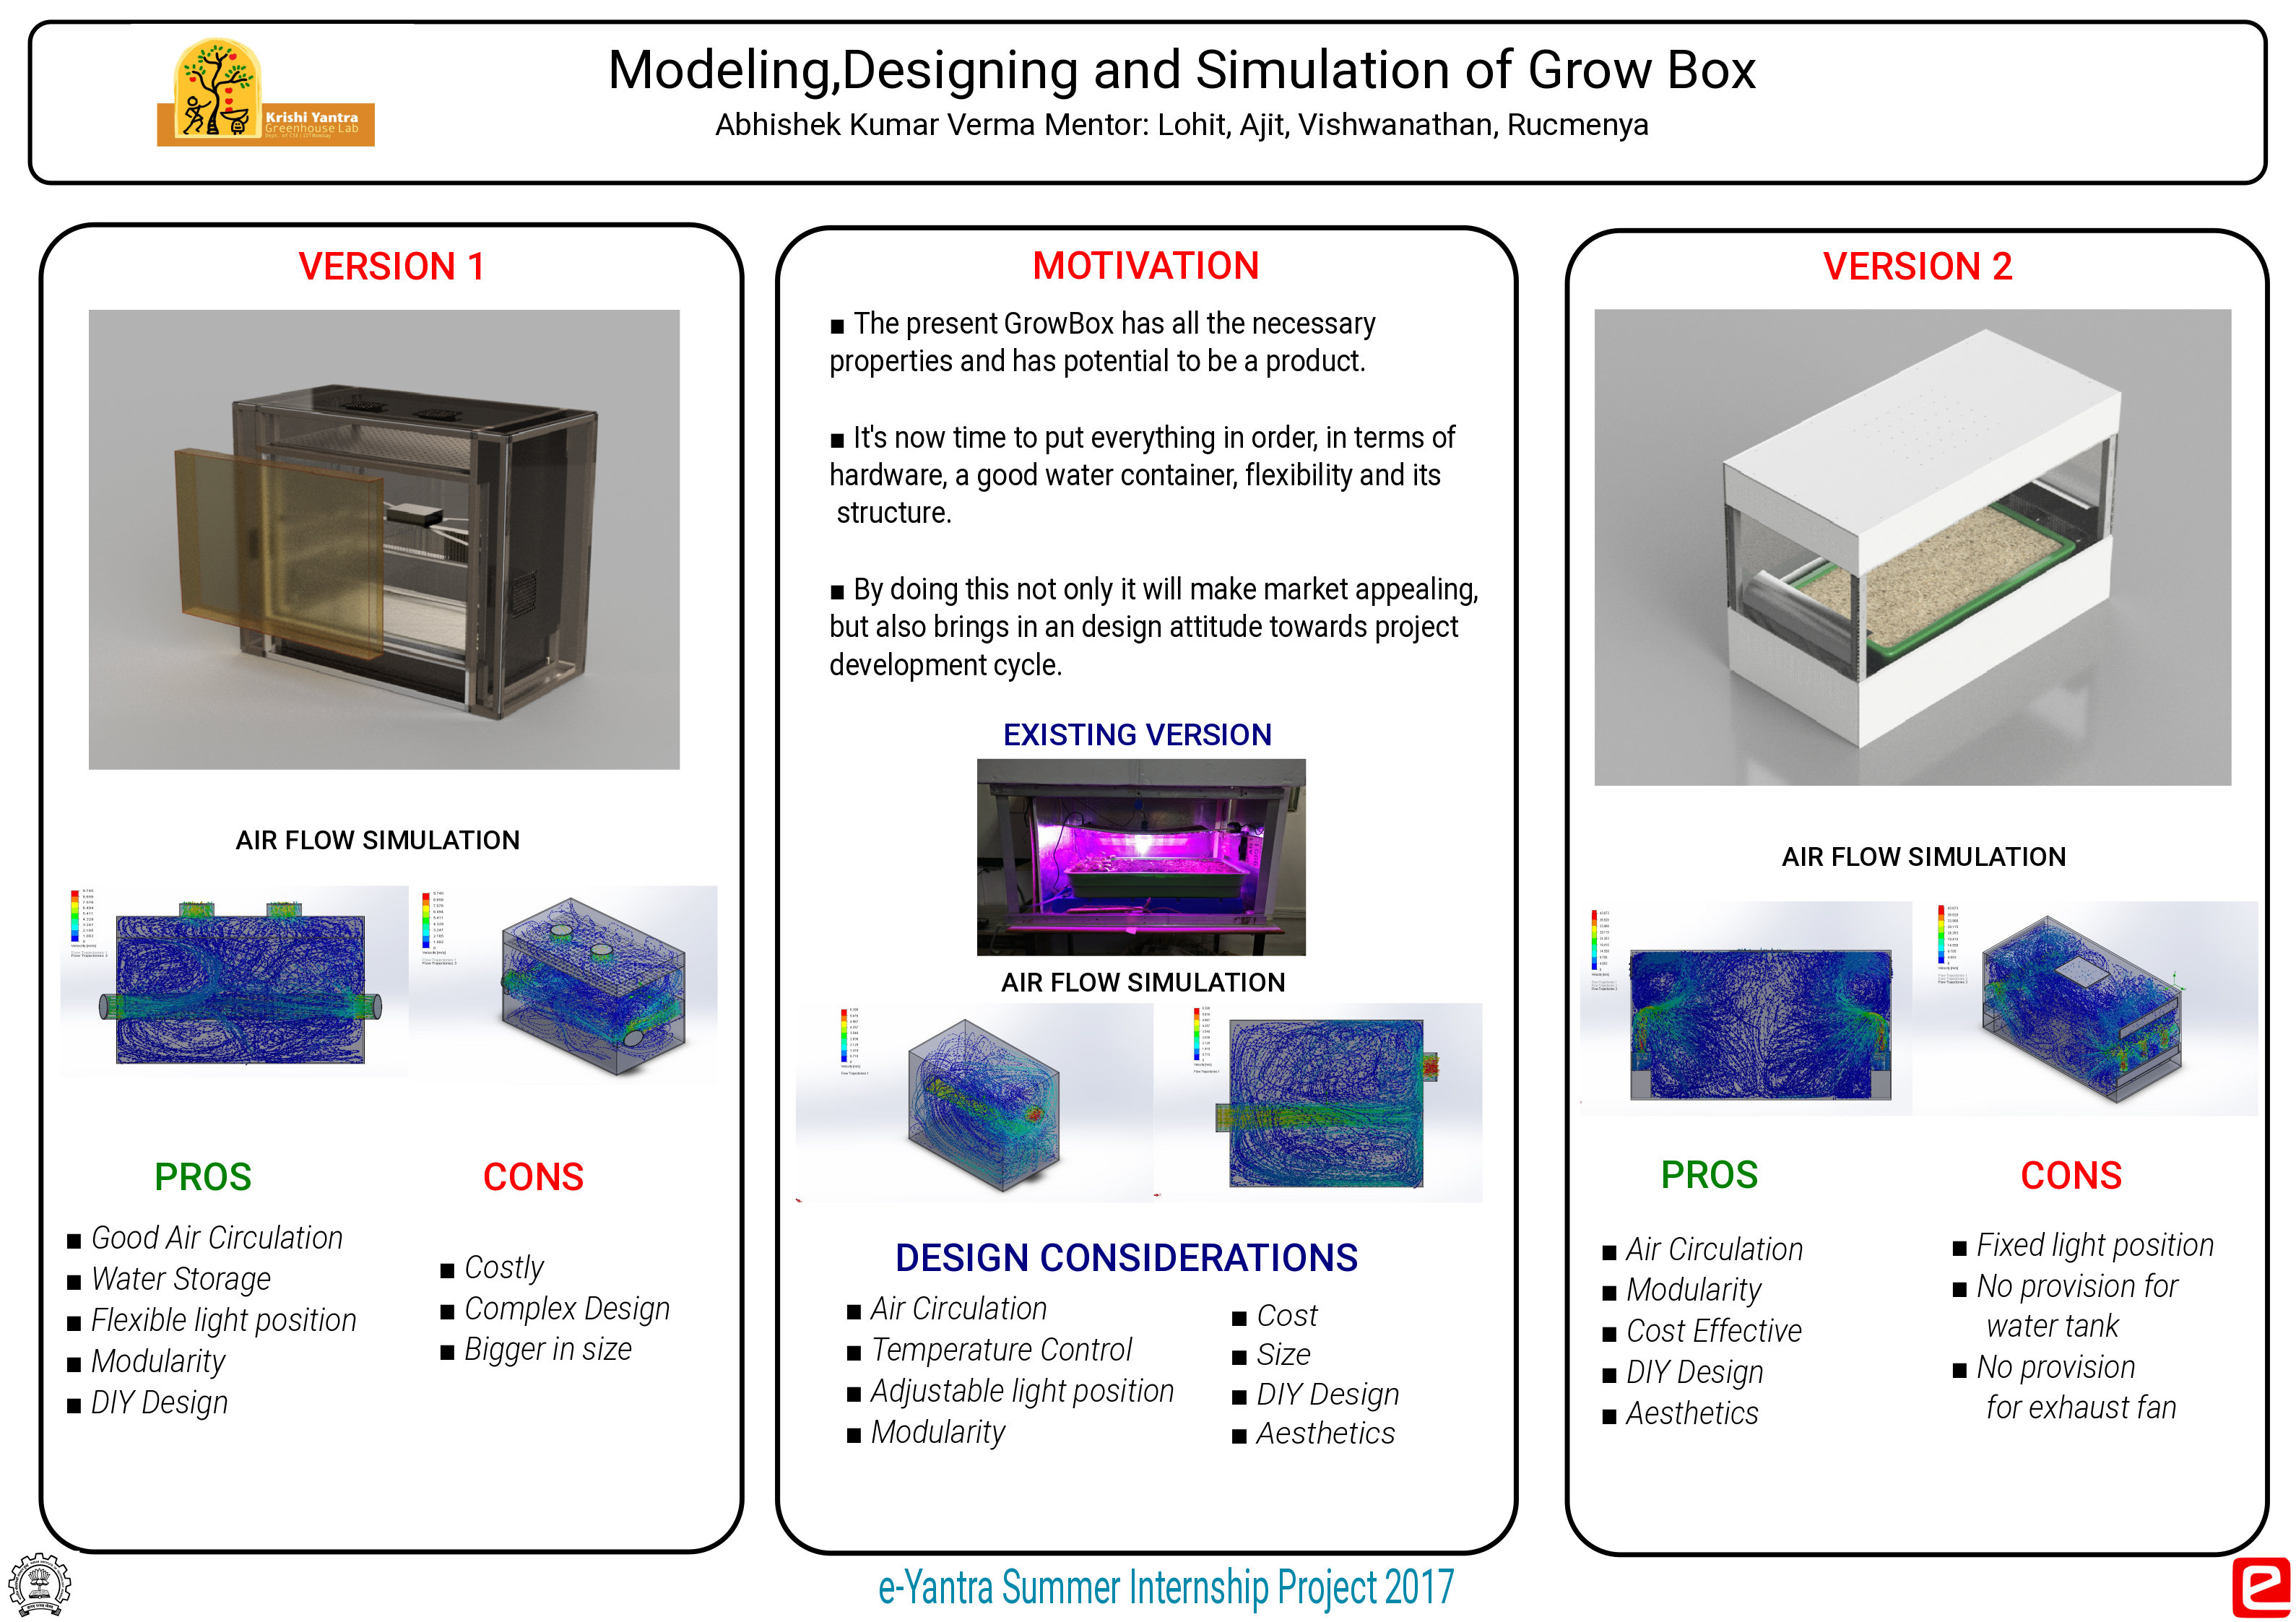 Krishi Yantra
Greenhouse Lab
Dept. of CSE | IIT Bombay
Modeling,Designing and Simulation of Grow Box
Abhishek Kumar Verma Mentor: Lohit, Ajit, Vishwanathan, Rucmenya
VERSION 1
AIR FLOW SIMULATION
PROS
■ Good Air Circulation
■ Water Storage
■ Flexible light position
■ Modularity
■ DIY Design
CONS
■ Costly
■ Complex Design
■ Bigger in size
MOTIVATION
■ The present GrowBox has all the necessary
properties and has potential to be a product.
■ It's now time to put everything in order, in terms of
hardware, a good water container, flexibility and its
structure.
■ By doing this not only it will make market appealing,
but also brings in an design attitude towards project
development cycle.
EXISTING VERSION
AIR FLOW SIMULATION
DESIGN CONSIDERATIONS
■ Air Circulation
■ Temperature Control
■ Adjustable light position
■ Modularity
■ Cost
■ Size
■ DIY Design
■ Aesthetics
VERSION 2
AIR FLOW SIMULATION
PROS
■ Air Circulation
■ Modularity
■ Cost Effective
■ DIY Design
■ Aesthetics
CONS
■ Fixed light position
■ No provision for
water tank
■ No provision
for exhaust fan
e-Yantra Summer Internship Project 2017